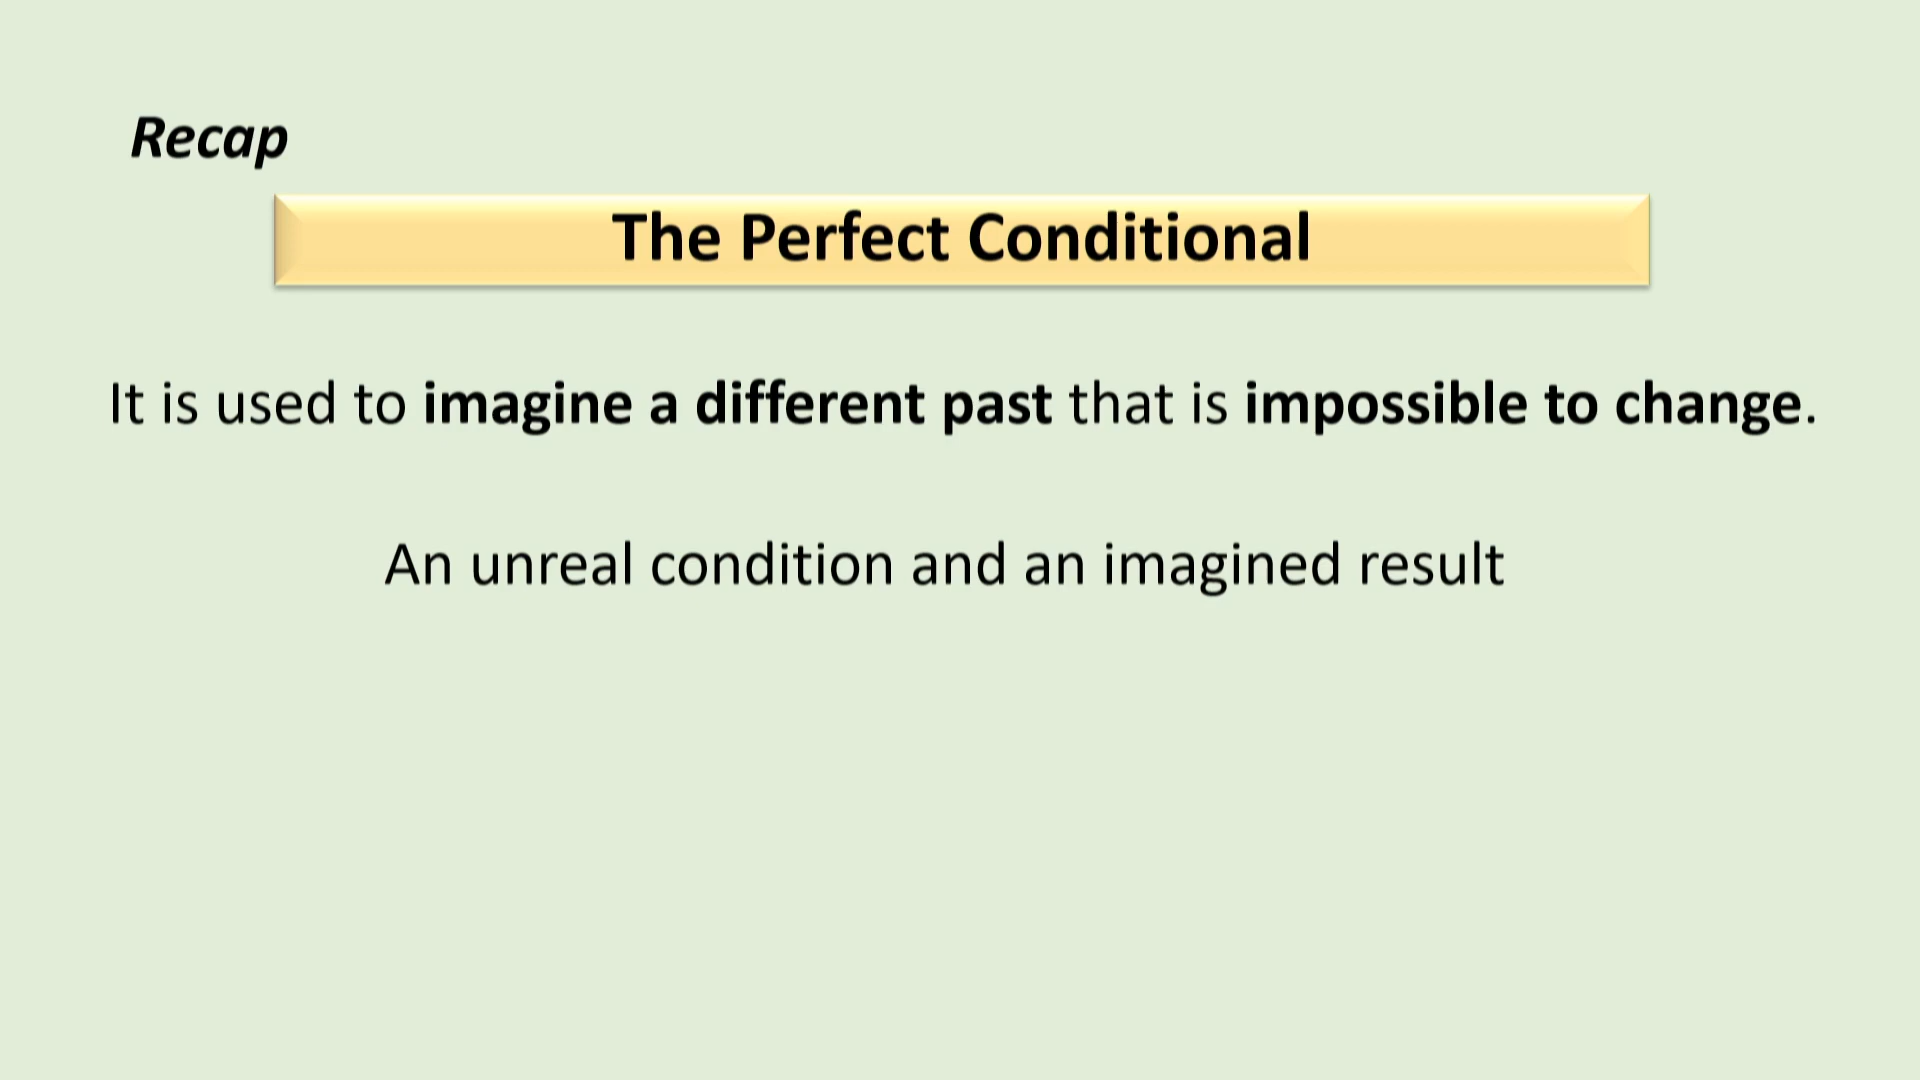 Recap
The Perfect Conditional
It is used to imagine a different past that is impossible to change.
An unreal condition and an imagined result